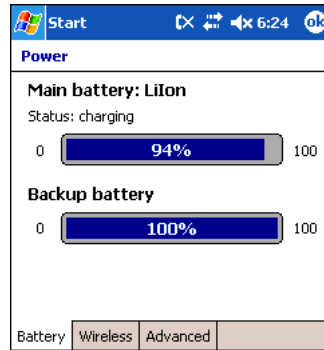 Start 6:24 ok
Power
Main battery: LiIon
Status: charging
0 94% 100
Backup battery
0 100% 100
Battery Wireless Advanced